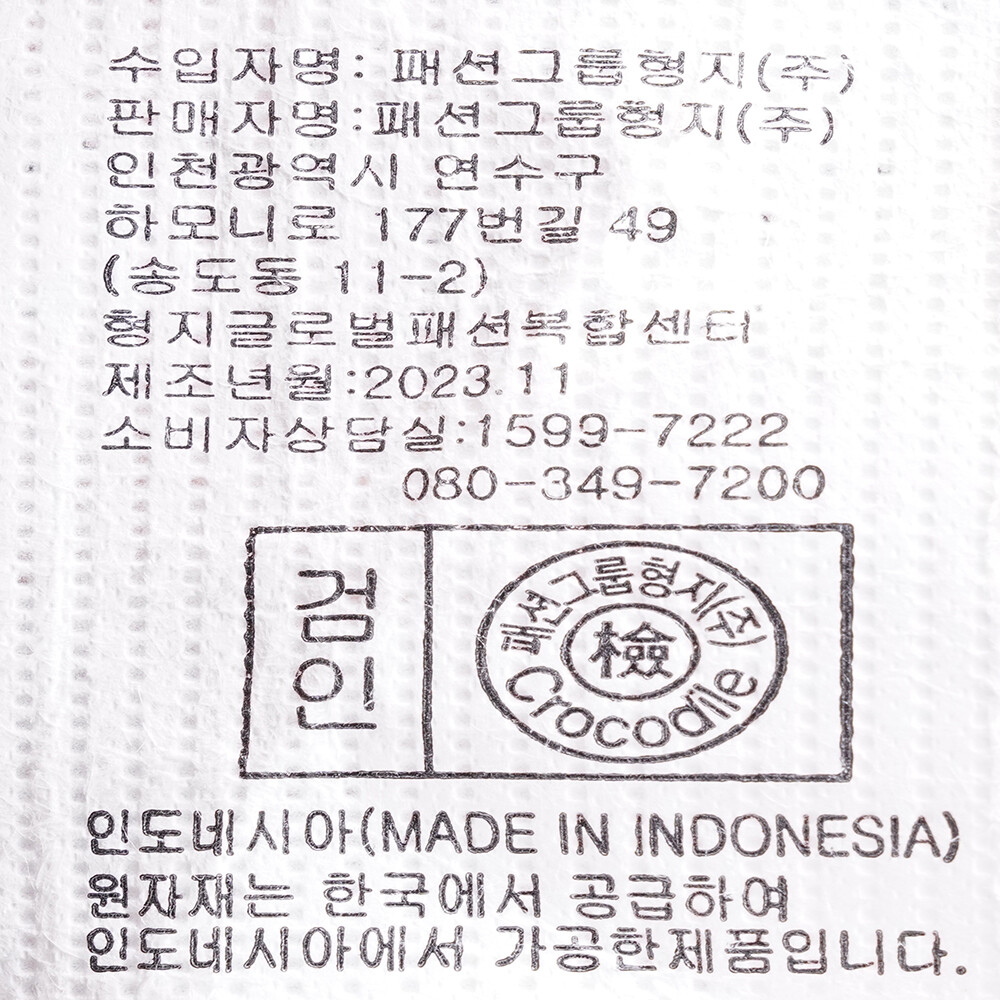 수입자명: 패션그룹형지(주)
판매자명:패션그룹형지(주)
인천광역시 연수구
하모니로 177번길 49
(송도동 11-2)
형지글로벌패션복합센터
제조년월:2023.11
소비자상담실:1599-7222
080-349-7200
검인
패션그룹형지(주)
檢
Crocodile
인도네시아(MADE IN INDONESIA)
원자재는 한국에서 공급하여
인도네시아에서 가공한제품입니다.